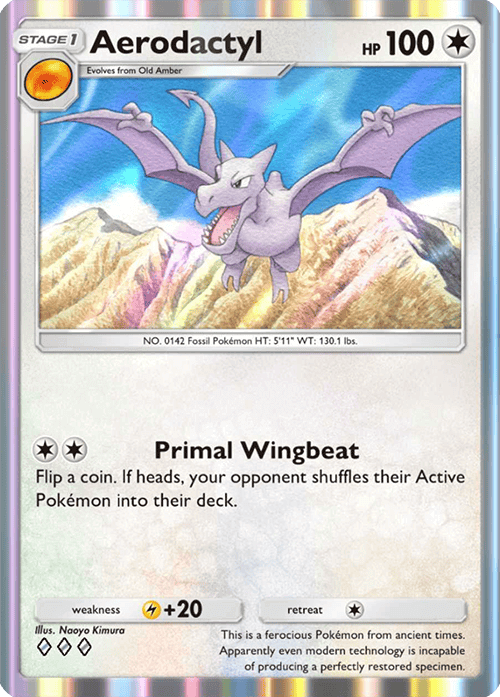 STAGE 1 Aerodactyl HP 100
Evolves from Old Amber
NO. 0142 Fossil Pokémon HT: 5'11" WT: 130.1 lbs.
Primal Wingbeat
Flip a coin. If heads, your opponent shuffles their Active
Pokémon into their deck.
weakness +20 retreat
Illus. Naoyo Kimura
This is a ferocious Pokémon from ancient times.
Apparently even modern technology is incapable
of producing a perfectly restored specimen.